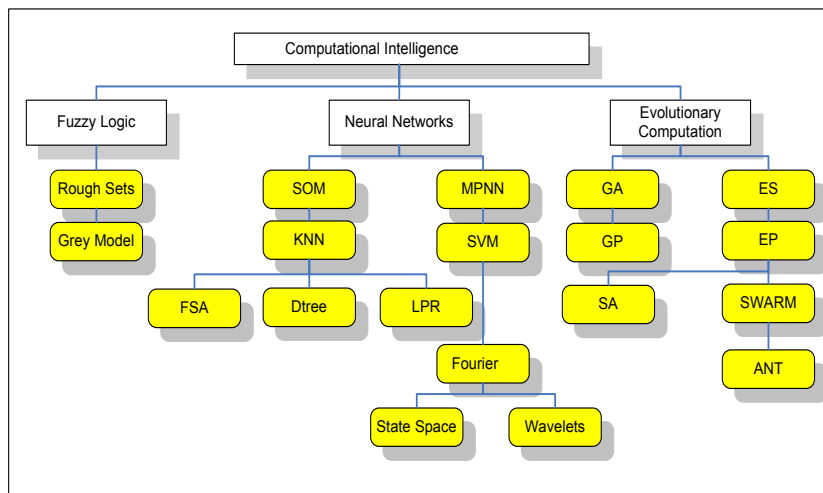 Computational Intelligence
Fuzzy Logic
Neural Networks
Evolutionary
Computation
Rough Sets
SOM
MPNN
GA
ES
Grey Model
KNN
SVM
GP
EP
FSA
Dtree
LPR
SA
SWARM
Fourier
ANT
State Space
Wavelets